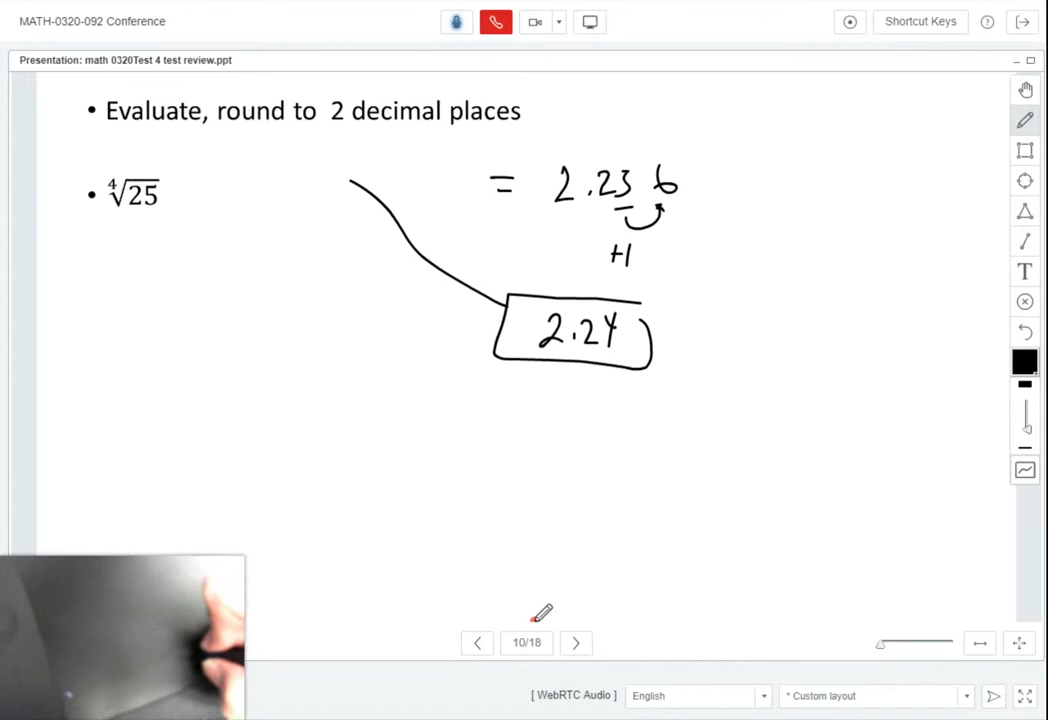 MATH-0320-092 Conference
Shortcut Keys
Presentation: math 0320Test 4 test review.ppt
• Evaluate, round to 2 decimal places
• ∜25
= 2.236
+1
2.24
T
10/18
[ WebRTC Audio ] English * Custom layout